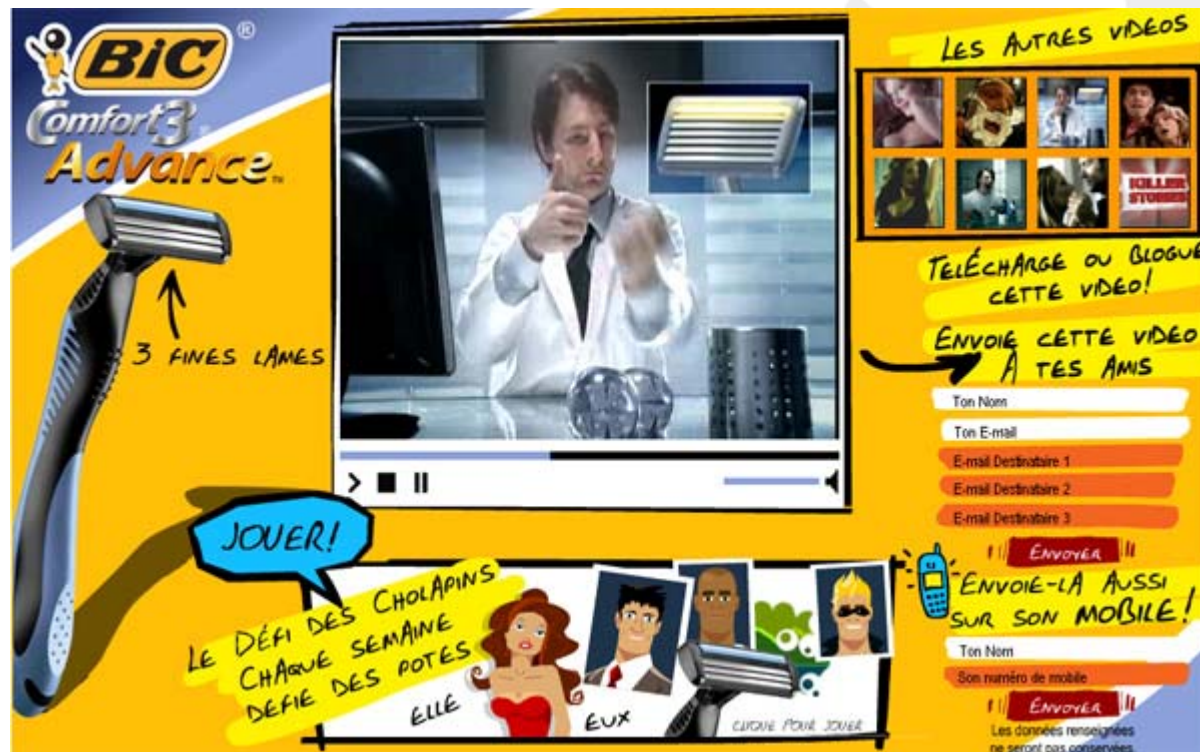 BiC®
Comfort3®
Advance™
3 FINES LAMES
JOUER!
LE DÉFI DES CHOLAPINS
CHAQUE SEMAINE
DEFIE DES POTES
ELLE
EUX
CLIQUE POUR JOUER
LES AUTRES VIDEOS
KILLER
STORIES
TELÉCHARGE OU BLOGUE
CETTE VIDEO!
ENVOIE CETTE VIDEO
À TES AMIS
Ton Nom
Ton E-mail
E-mail Destinataire 1
E-mail Destinataire 2
E-mail Destinataire 3
ENVOYER
ENVOIE-LA AUSSI
SUR SON MOBILE!
Ton Nom
Son numéro de mobile
ENVOYER
Les données renseignées
ne seront pas conservées